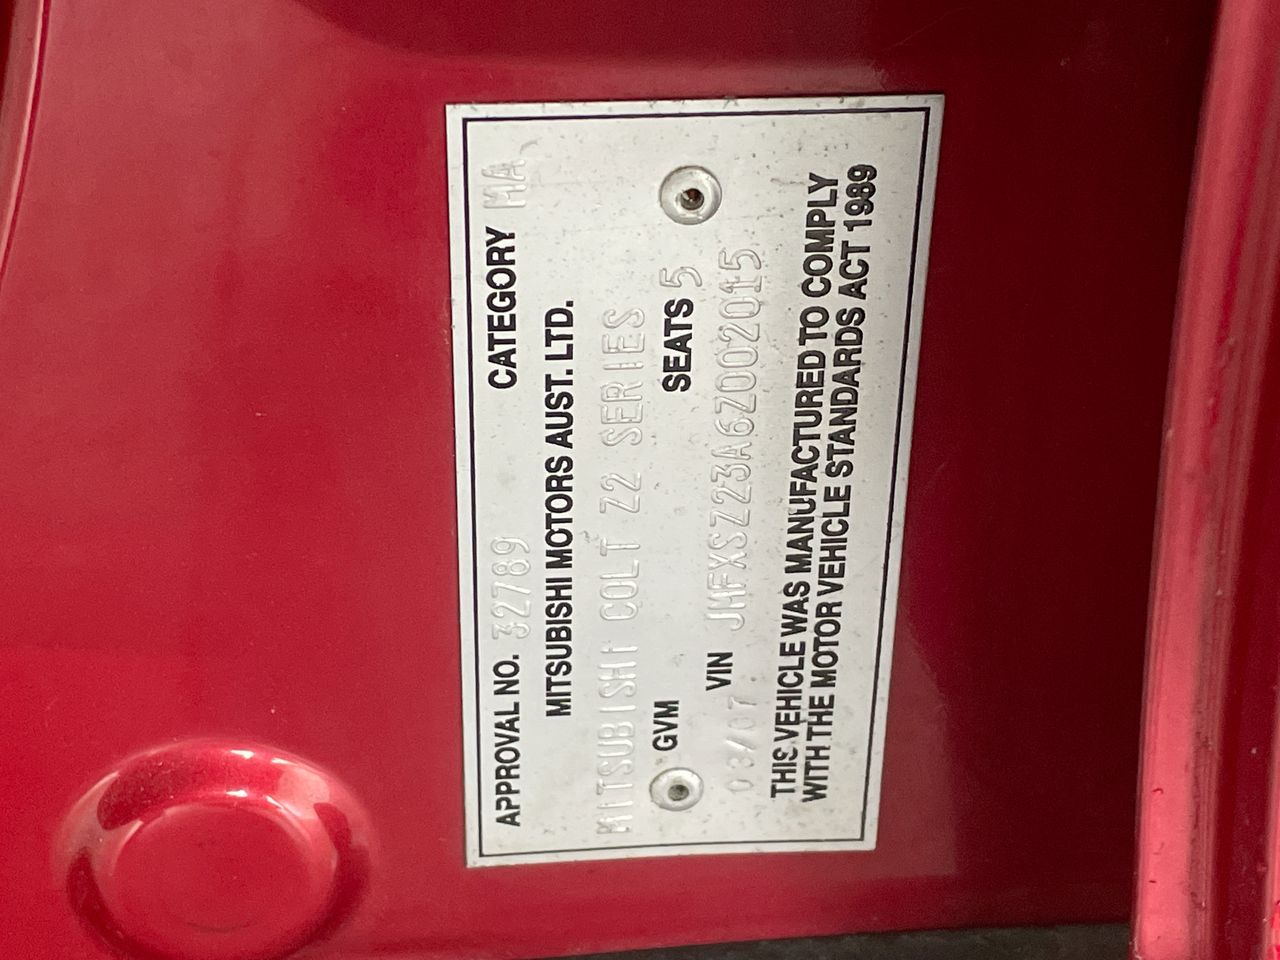 APPROVAL NO. 32789 CATEGORY MA
MITSUBISHI MOTORS AUST. LTD.
MITSUBISHI COLT Z2 SERIES
GVM SEATS 5
03/07 VIN JMFXSZ23A6Z002015
THIS VEHICLE WAS MANUFACTURED TO COMPLY
WITH THE MOTOR VEHICLE STANDARDS ACT 1989